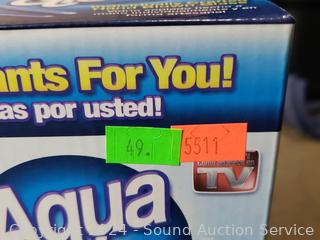 ants For You!
as por usted!
49.
5511
TV
Aqua
Copyright 2024 - Sound Auction Service